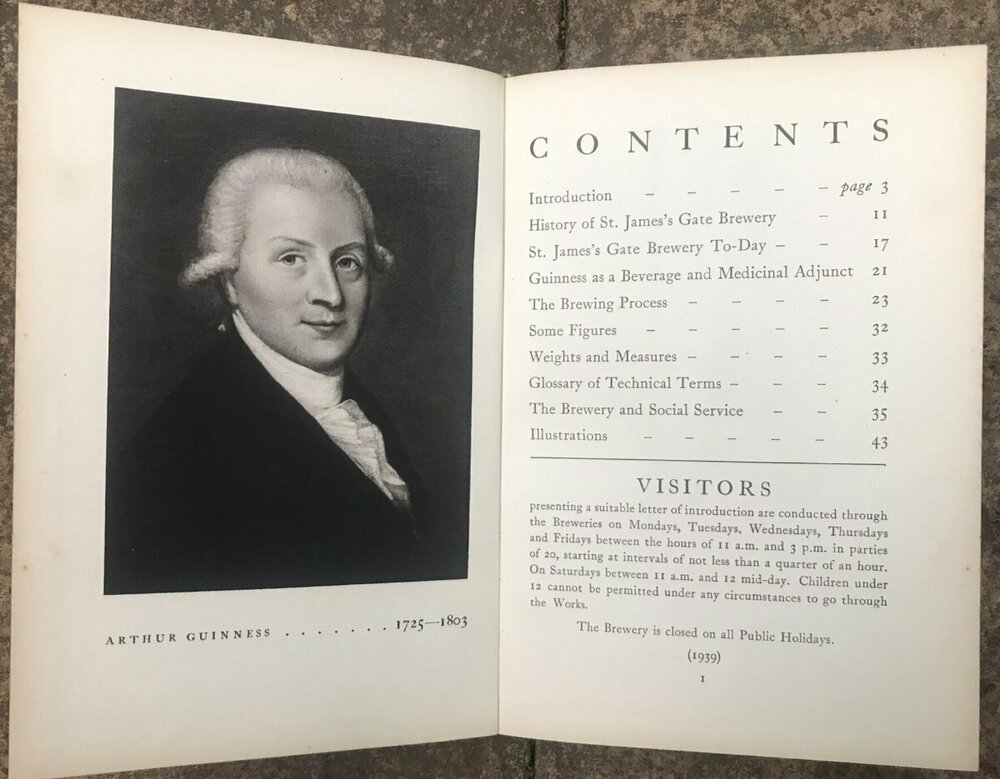 ARTHUR GUINNESS . . . . . . . 1725—1803
CONTENTS
Introduction – – – – – page 3
History of St. James's Gate Brewery – 11
St. James's Gate Brewery To-Day – – 17
Guinness as a Beverage and Medicinal Adjunct 21
The Brewing Process – – – – 23
Some Figures – – – – – 32
Weights and Measures – – – – 33
Glossary of Technical Terms – – – 34
The Brewery and Social Service – – 35
Illustrations – – – – – 43
VISITORS
presenting a suitable letter of introduction are conducted through
the Breweries on Mondays, Tuesdays, Wednesdays, Thursdays
and Fridays between the hours of 11 a.m. and 3 p.m. in parties
of 20, starting at intervals of not less than a quarter of an hour.
On Saturdays between 11 a.m. and 12 mid-day. Children under
12 cannot be permitted under any circumstances to go through
the Works.
The Brewery is closed on all Public Holidays.
(1939)
1